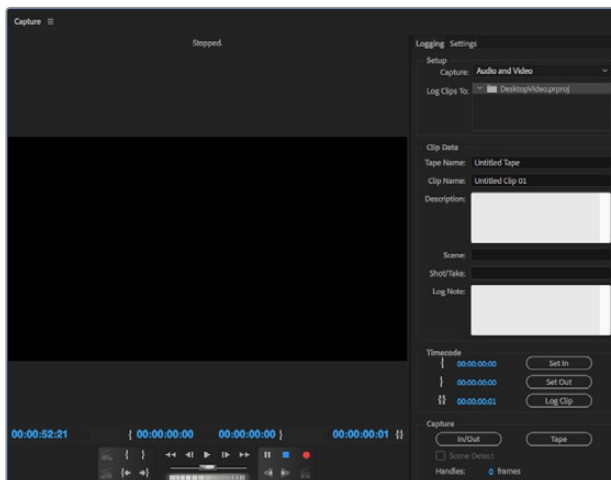 Capture
Stopped.
Logging Settings
Setup
Capture: Audio and Video
Log Clips To: DesktopVideo.prproj
Clip Data
Tape Name: Untitled Tape
Clip Name: Untitled Clip 01
Description:
Scene:
Shot/Take:
Log Note:
Timecode
{ 00:00:00:00 Set In
} 00:00:00:00 Set Out
{} 00:00:00:01 Log Clip
00:00:52:21 { 00:00:00:00 00:00:00:00 } 00:00:00:01 {}
Capture
In/Out Tape
Scene Detect
Handles: 0 frames